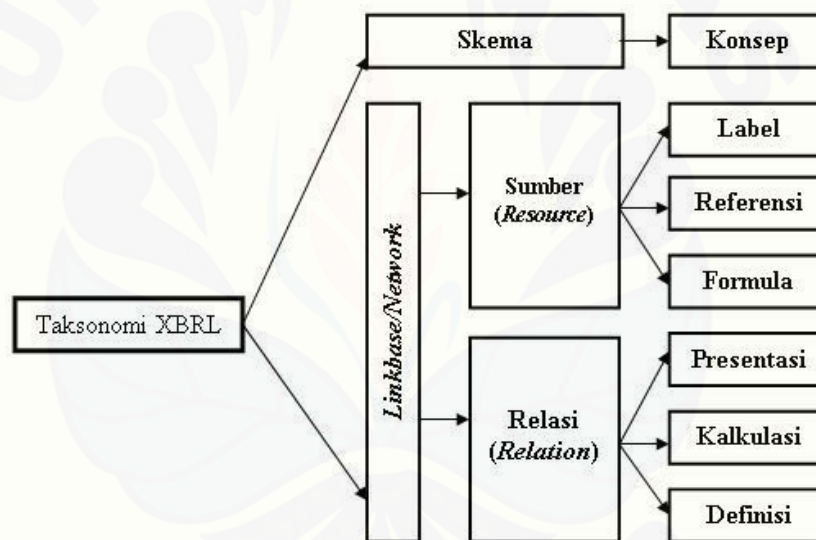 Skema
Konsep
Linkbase/Network
Sumber
(Resource)
Label
Referensi
Formula
Taksonomi XBRL
Relasi
(Relation)
Presentasi
Kalkulasi
Definisi